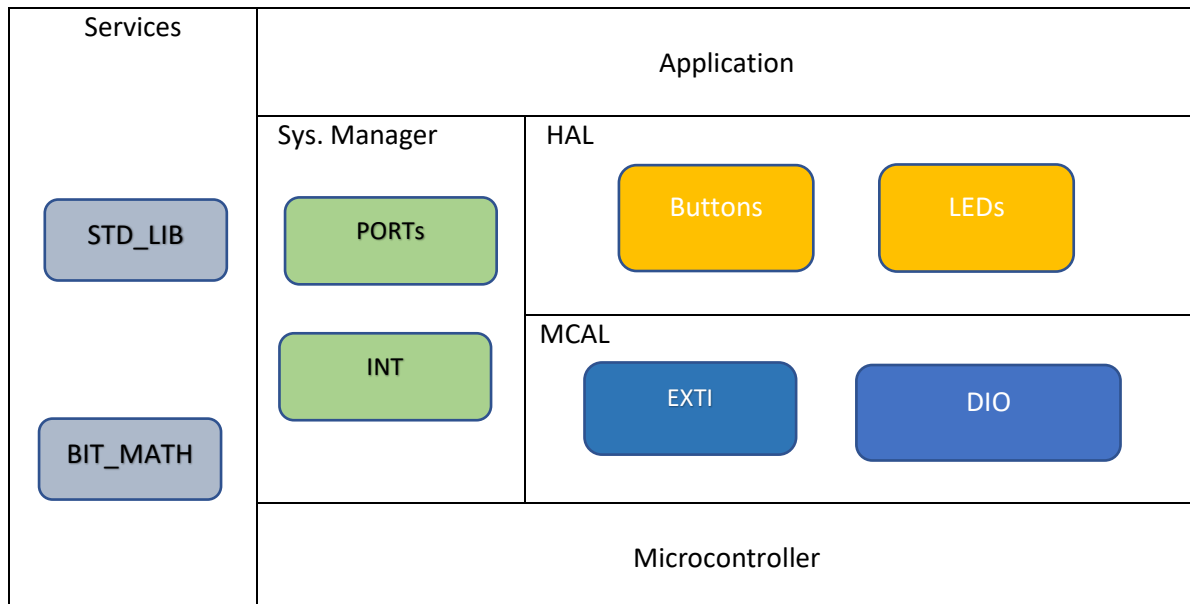 Services
Application
Sys. Manager
HAL
Buttons
LEDs
STD_LIB
PORTs
MCAL
INT
EXTI
DIO
BIT_MATH
Microcontroller